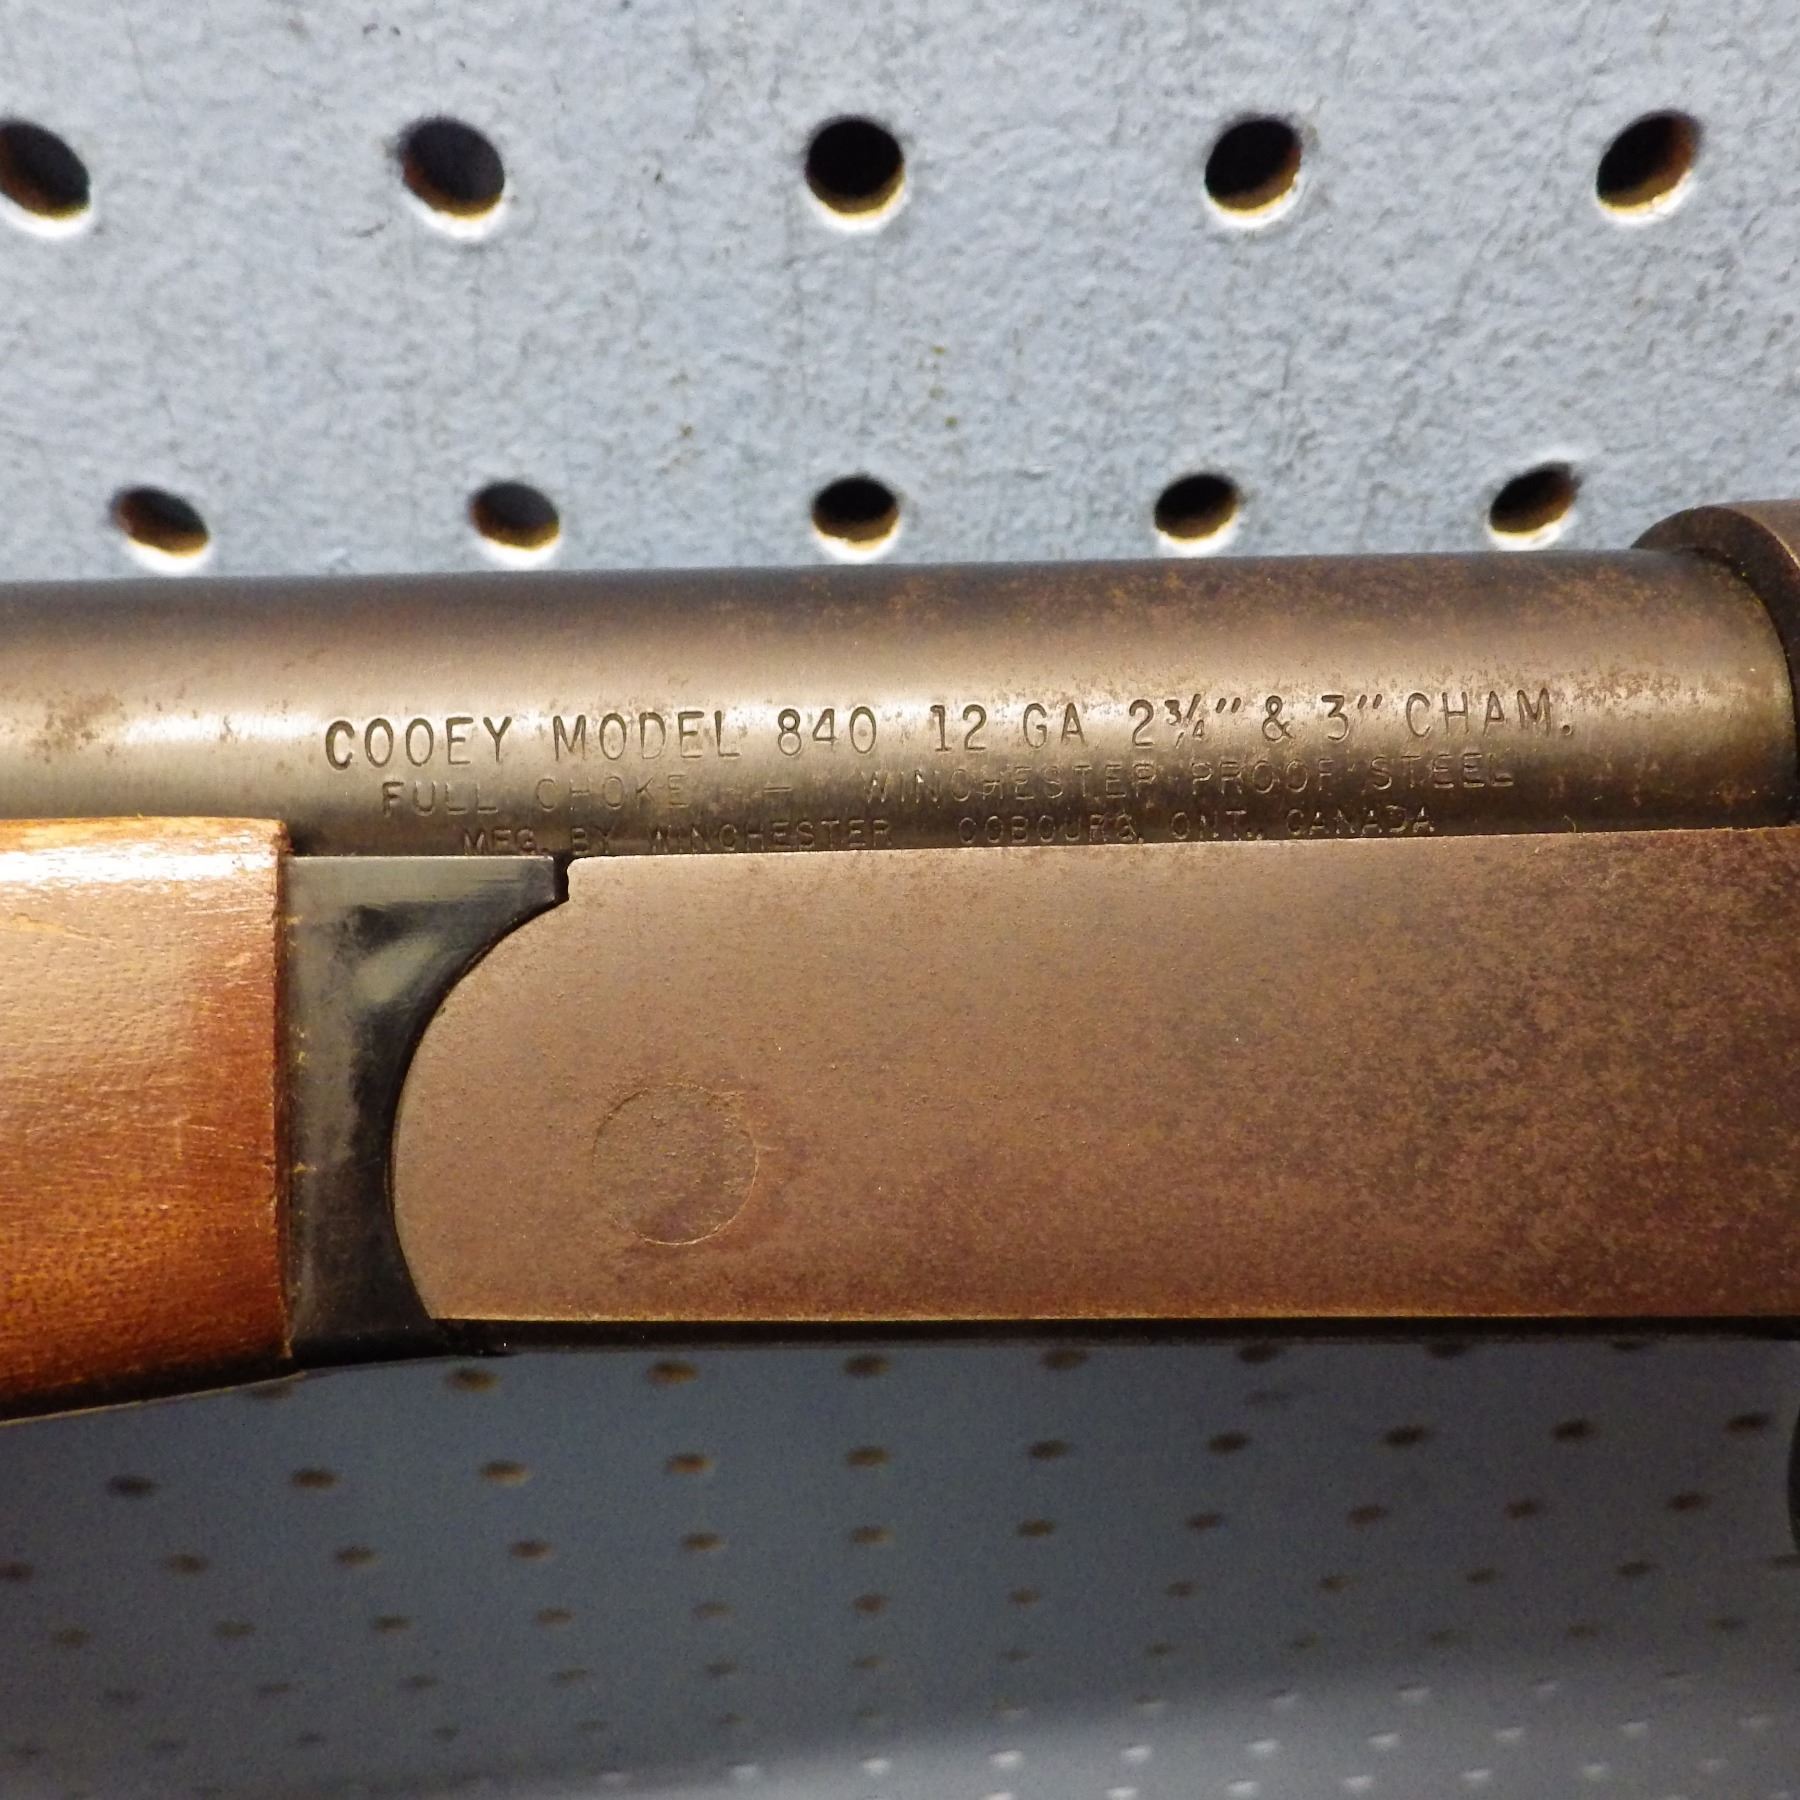 COOEY MODEL 840 12 GA 2¾" & 3" CHAM.
FULL CHOKE — WINCHESTER PROOF STEEL
MFG. BY WINCHESTER COBOURG, ONT., CANADA